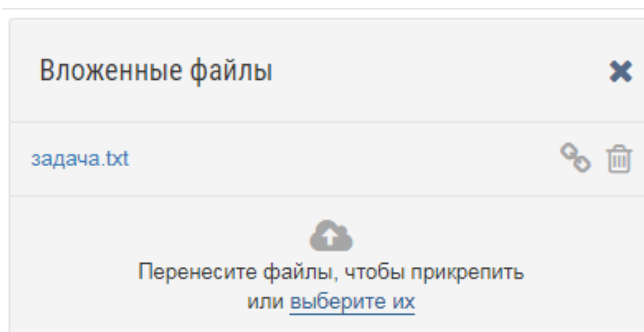 Вложенные файлы
задача.txt
Перенесите файлы, чтобы прикрепить
или выберите их